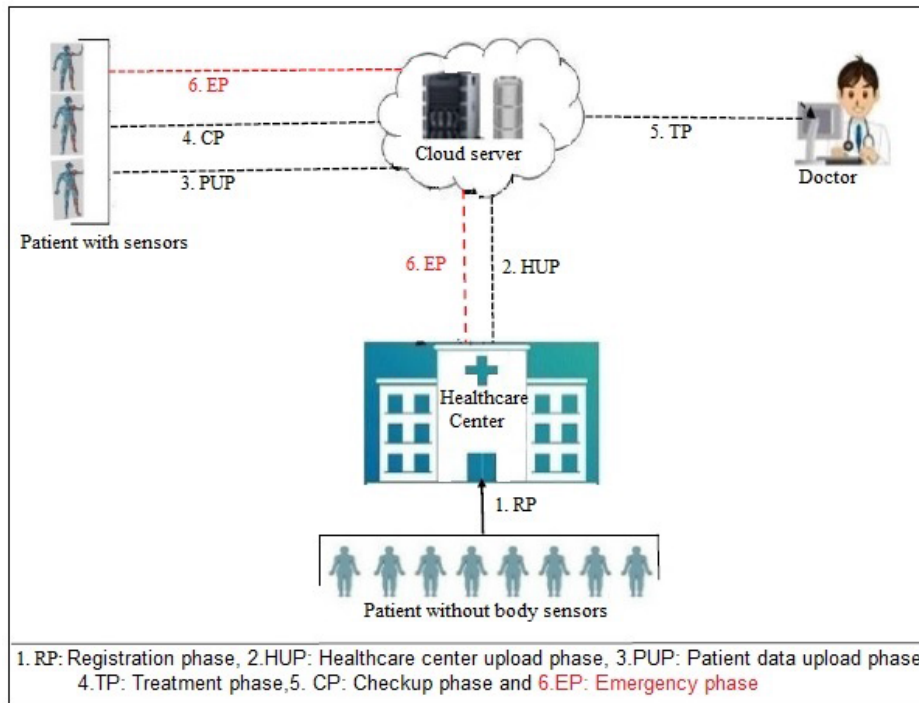 6. EP
4. CP
3. PUP
Patient with sensors
Cloud server
5. TP
Doctor
6. EP
2. HUP
Healthcare
Center
1. RP
Patient without body sensors
1. RP: Registration phase, 2.HUP: Healthcare center upload phase, 3.PUP: Patient data upload phase
4.TP: Treatment phase,5. CP: Checkup phase and 6.EP: Emergency phase